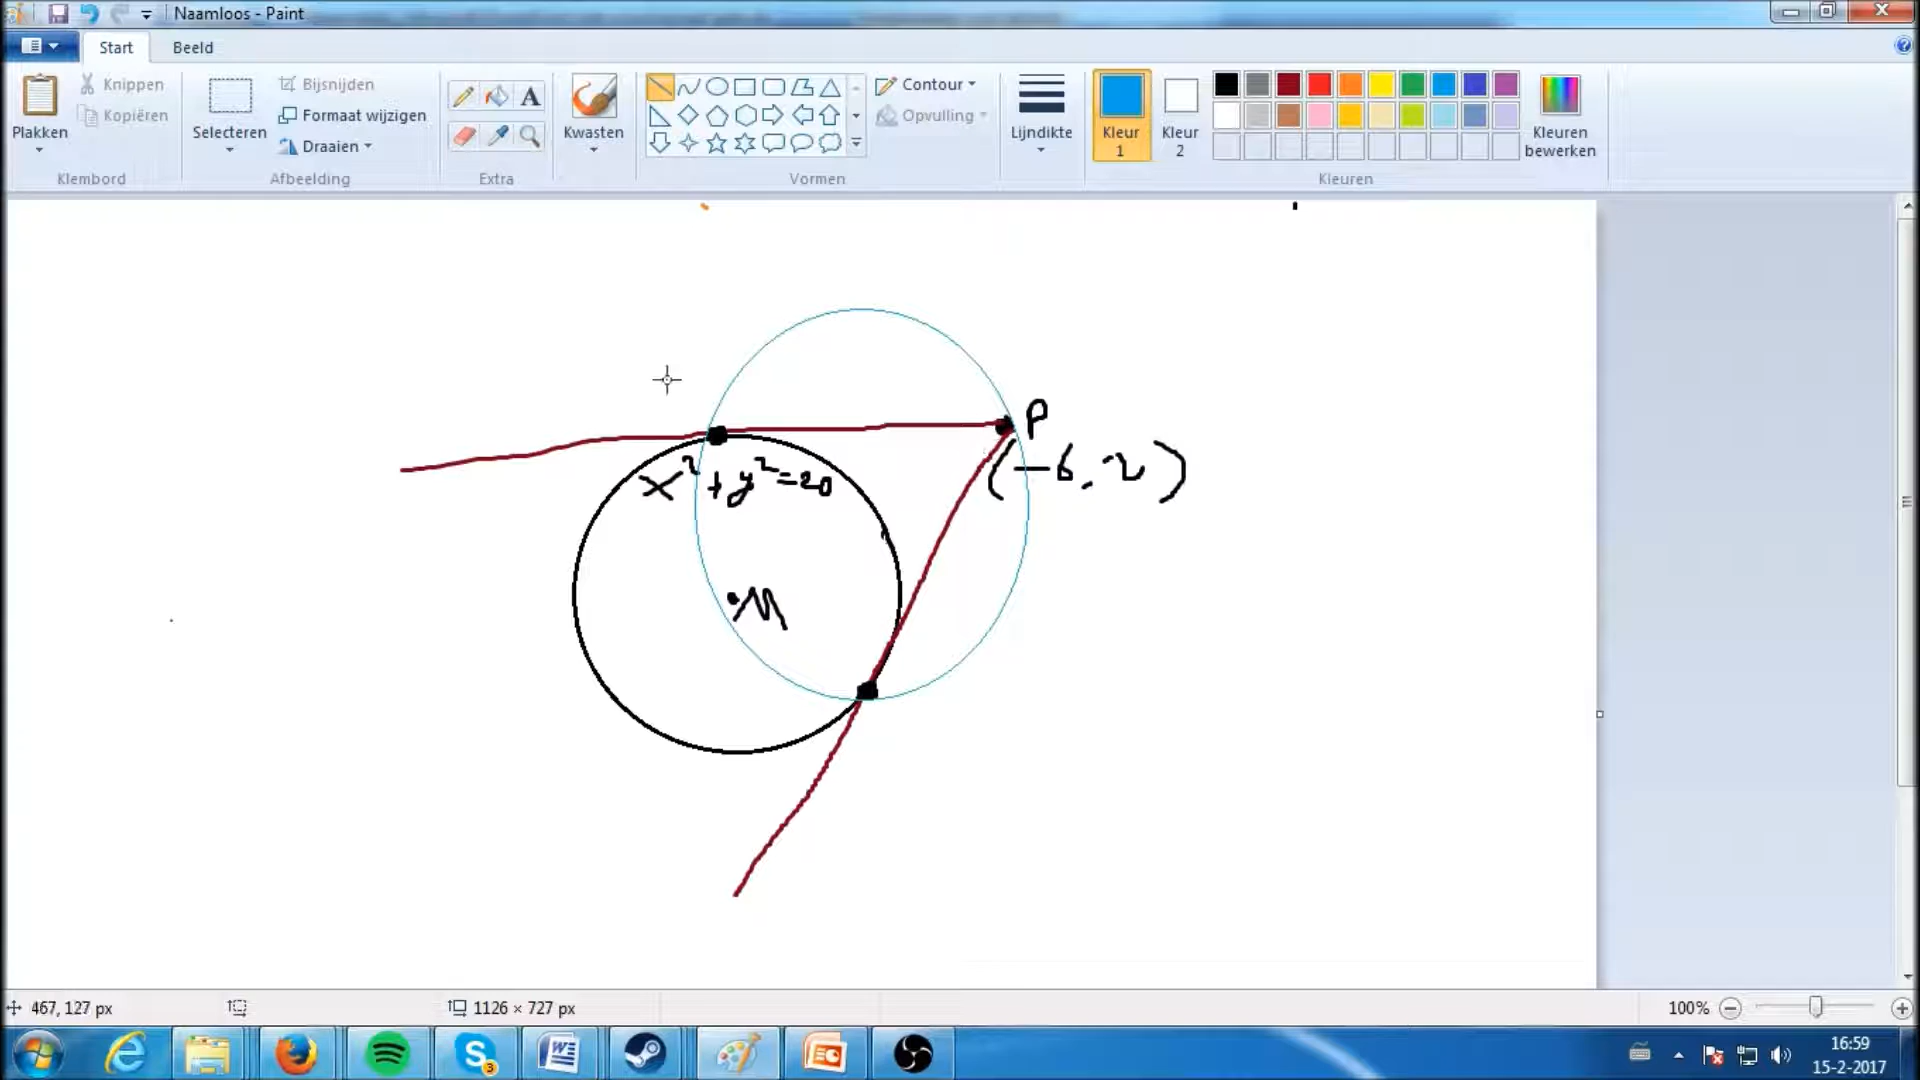 Naamloos - Paint
Start
Beeld
Plakken
Knippen
Kopiëren
Klembord
Selecteren
Bijsnijden
Formaat wijzigen
Draaien
Afbeelding
A
Extra
Kwasten
Vormen
Contour
Opvulling
Lijndikte
Kleur
1
Kleur
2
Kleuren
bewerken
Kleuren
P
(-6, 2)
x²+y²=20
M
467, 127 px
1126 × 727 px
100%
S
3
16:59
15-2-2017